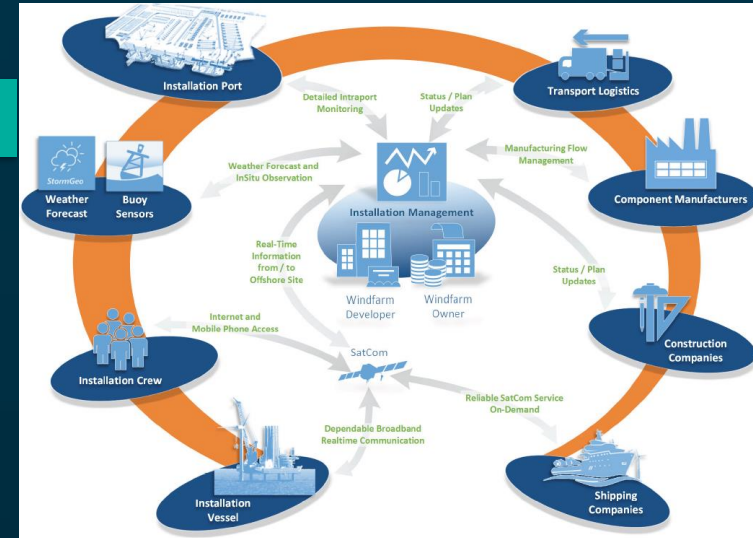 Installation Port
Detailed Intraport
Monitoring
Status / Plan
Updates
Transport Logistics
Weather Forecast and
InSitu Observation
Manufacturing Flow
Management
StormGeo
Weather
Forecast
Buoy
Sensors
Component Manufacturers
Installation Management
Real-Time
Information
from / to
Offshore Site
Windfarm
Developer
Windfarm
Owner
Status / Plan
Updates
Internet and
Mobile Phone Access
SatCom
Construction
Companies
Installation Crew
Reliable SatCom Service
On-Demand
Dependable Broadband
Realtime Communication
Installation
Vessel
Shipping
Companies